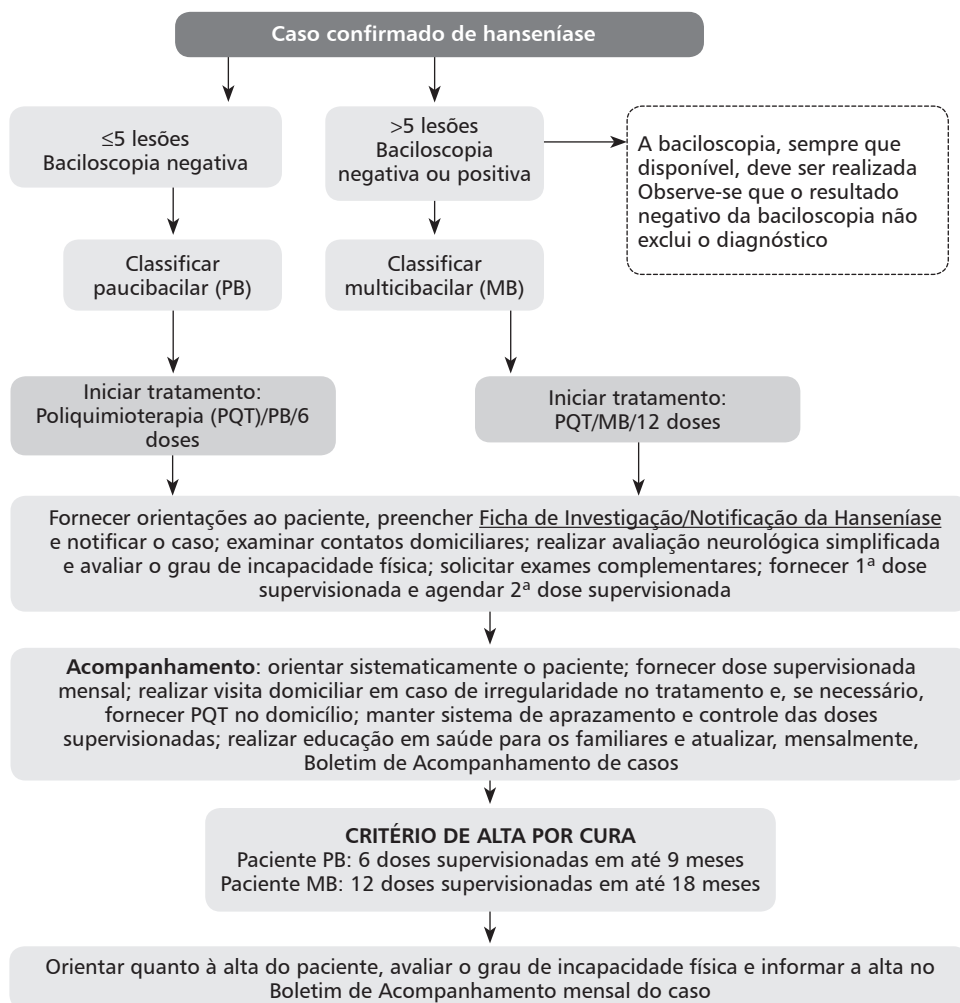 Caso confirmado de hanseníase
≤5 lesões
Baciloscopia negativa
>5 lesões
Baciloscopia
negativa ou positiva
A baciloscopia, sempre que
disponível, deve ser realizada
Observe-se que o resultado
negativo da baciloscopia não
exclui o diagnóstico
Classificar
paucibacilar (PB)
Classificar
multicibacilar (MB)
Iniciar tratamento:
Poliquimioterapia (PQT)/PB/6
doses
Iniciar tratamento:
PQT/MB/12 doses
Fornecer orientações ao paciente, preencher Ficha de Investigação/Notificação da Hanseníase
e notificar o caso; examinar contatos domiciliares; realizar avaliação neurológica simplificada
e avaliar o grau de incapacidade física; solicitar exames complementares; fornecer 1ª dose
supervisionada e agendar 2ª dose supervisionada
Acompanhamento: orientar sistematicamente o paciente; fornecer dose supervisionada
mensal; realizar visita domiciliar em caso de irregularidade no tratamento e, se necessário,
fornecer PQT no domicílio; manter sistema de aprazamento e controle das doses
supervisionadas; realizar educação em saúde para os familiares e atualizar, mensalmente,
Boletim de Acompanhamento de casos
CRITÉRIO DE ALTA POR CURA
Paciente PB: 6 doses supervisionadas em até 9 meses
Paciente MB: 12 doses supervisionadas em até 18 meses
Orientar quanto à alta do paciente, avaliar o grau de incapacidade física e informar a alta no
Boletim de Acompanhamento mensal do caso